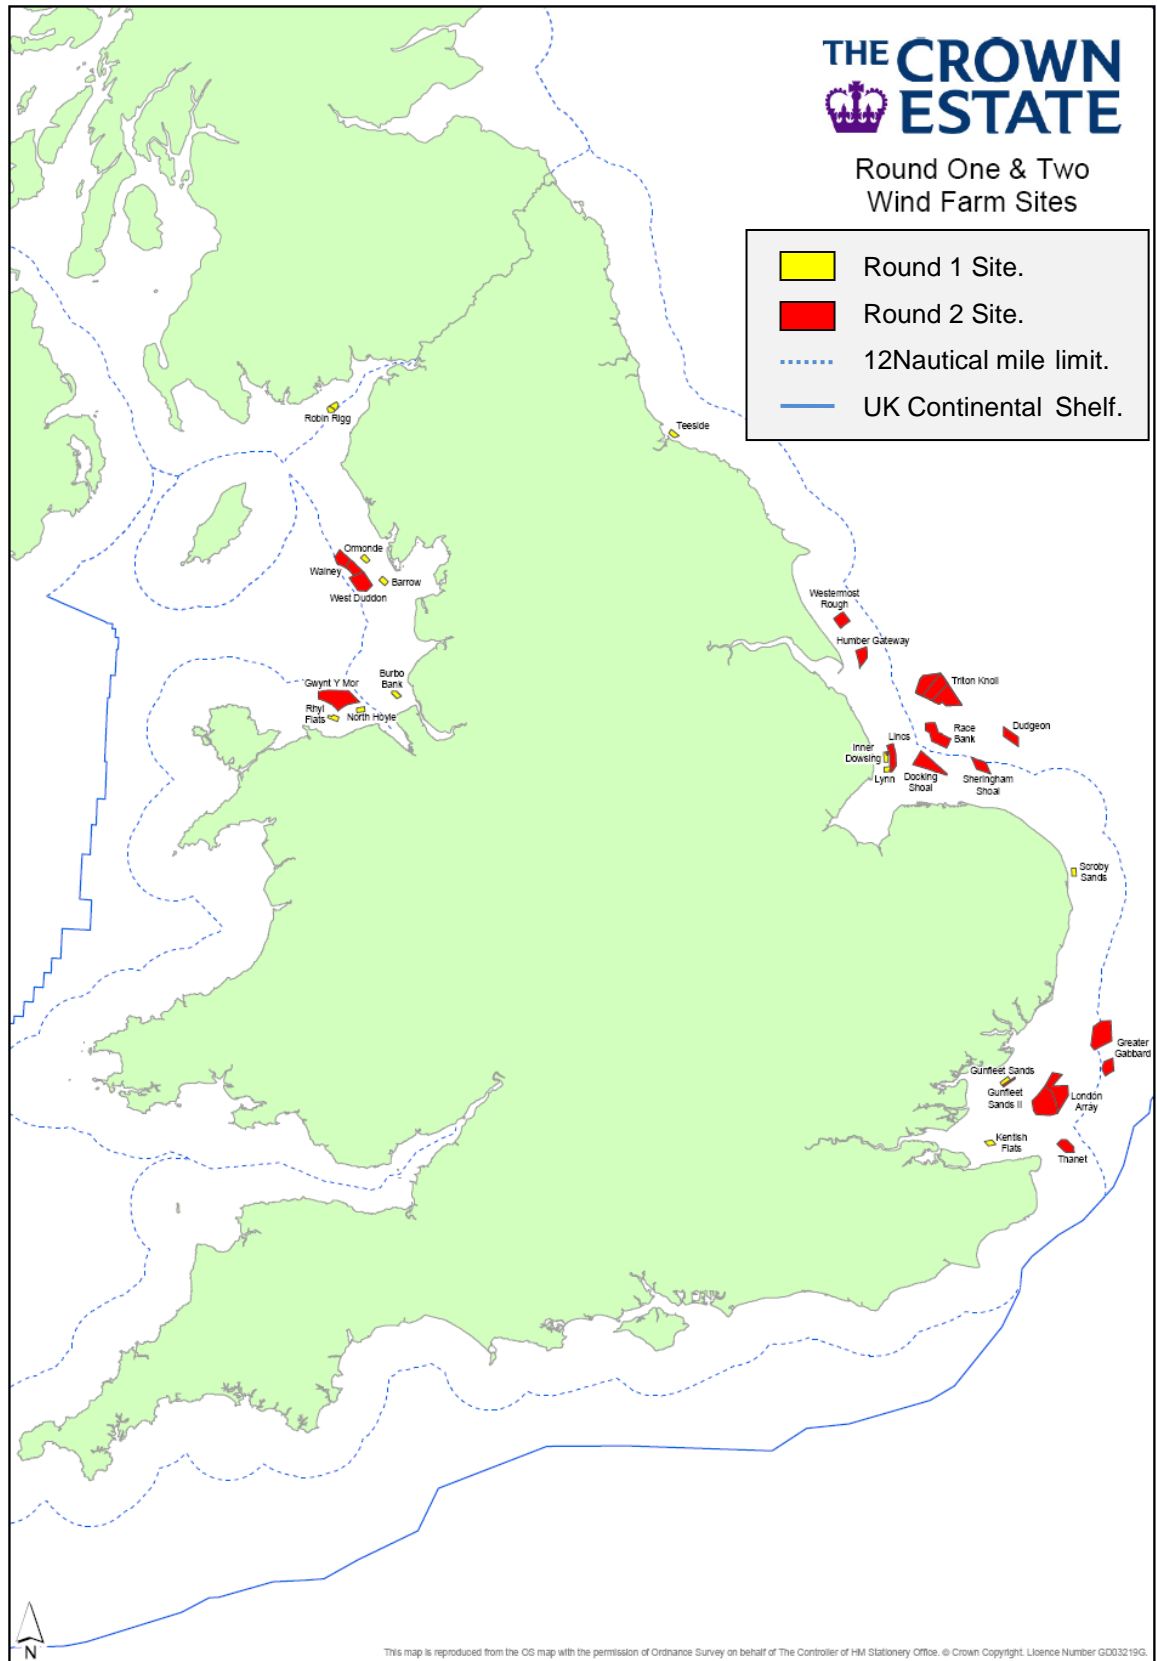 THE CROWN
ESTATE
Round One & Two
Wind Farm Sites
Round 1 Site.
Round 2 Site.
12Nautical mile limit.
UK Continental Shelf.
Robin Rigg
Teeside
Ormonde
Walney
Barrow
West Duddon
Westermost
Rough
Humber Gateway
Gwynt Y Mor
Burbo
Bank
Rhyl
Flats
North Hoyle
Triton Knoll
Race
Bank
Dudgeon
Lincs
Inner
Dowsing
Lynn
Docking
Shoal
Sheringham
Shoal
Scroby
Sands
Greater
Gabbard
Gunfleet Sands
Gunfleet
Sands II
London
Array
Kentish
Flats
Thanet
N
This map is reproduced from the OS map with the permission of Ordnance Survey on behalf of The Controller of HM Stationery Office. © Crown Copyright. Licence Number GD03219G.